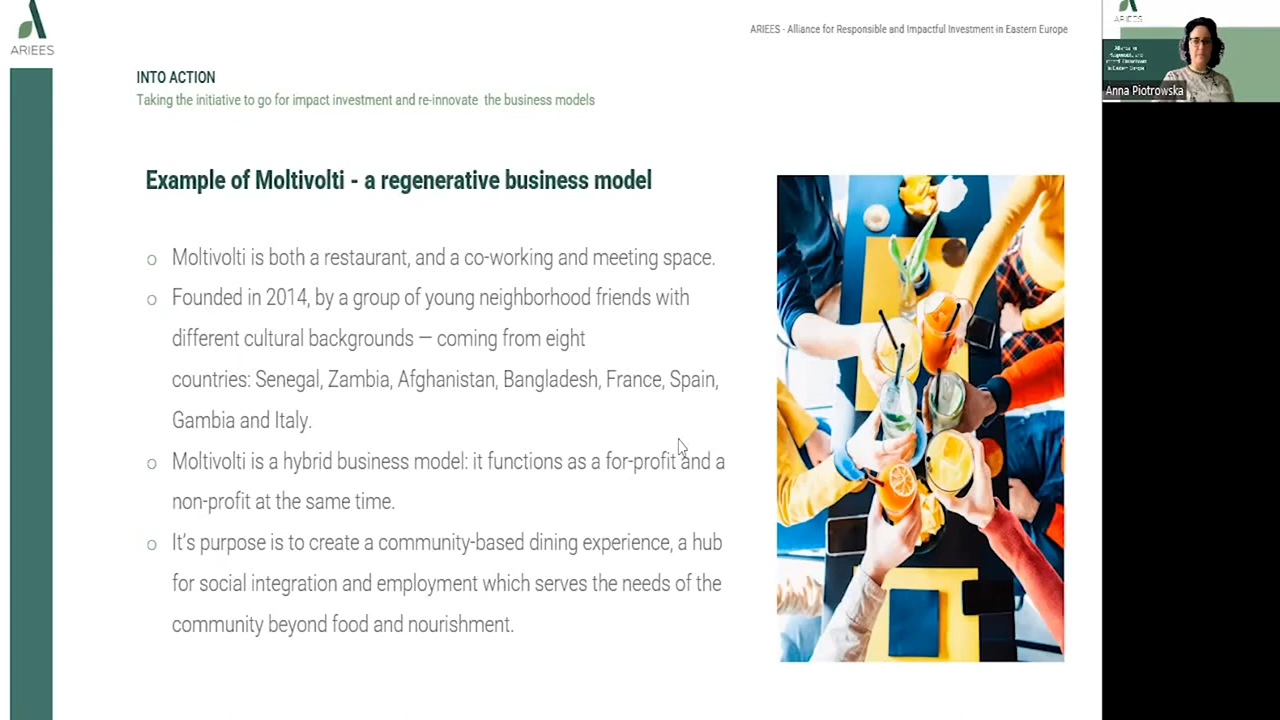 ARIEES
ARIEES - Alliance for Responsible and Impactful Investment in Eastern Europe
INTO ACTION
Taking the initiative to go for impact investment and re-innovate the business models
Example of Moltivolti - a regenerative business model
o Moltivolti is both a restaurant, and a co-working and meeting space.
o Founded in 2014, by a group of young neighborhood friends with
different cultural backgrounds — coming from eight
countries: Senegal, Zambia, Afghanistan, Bangladesh, France, Spain,
Gambia and Italy.
o Moltivolti is a hybrid business model: it functions as a for-profit and a
non-profit at the same time.
o It's purpose is to create a community-based dining experience, a hub
for social integration and employment which serves the needs of the
community beyond food and nourishment.
ARIEES
Anna Piotrowska